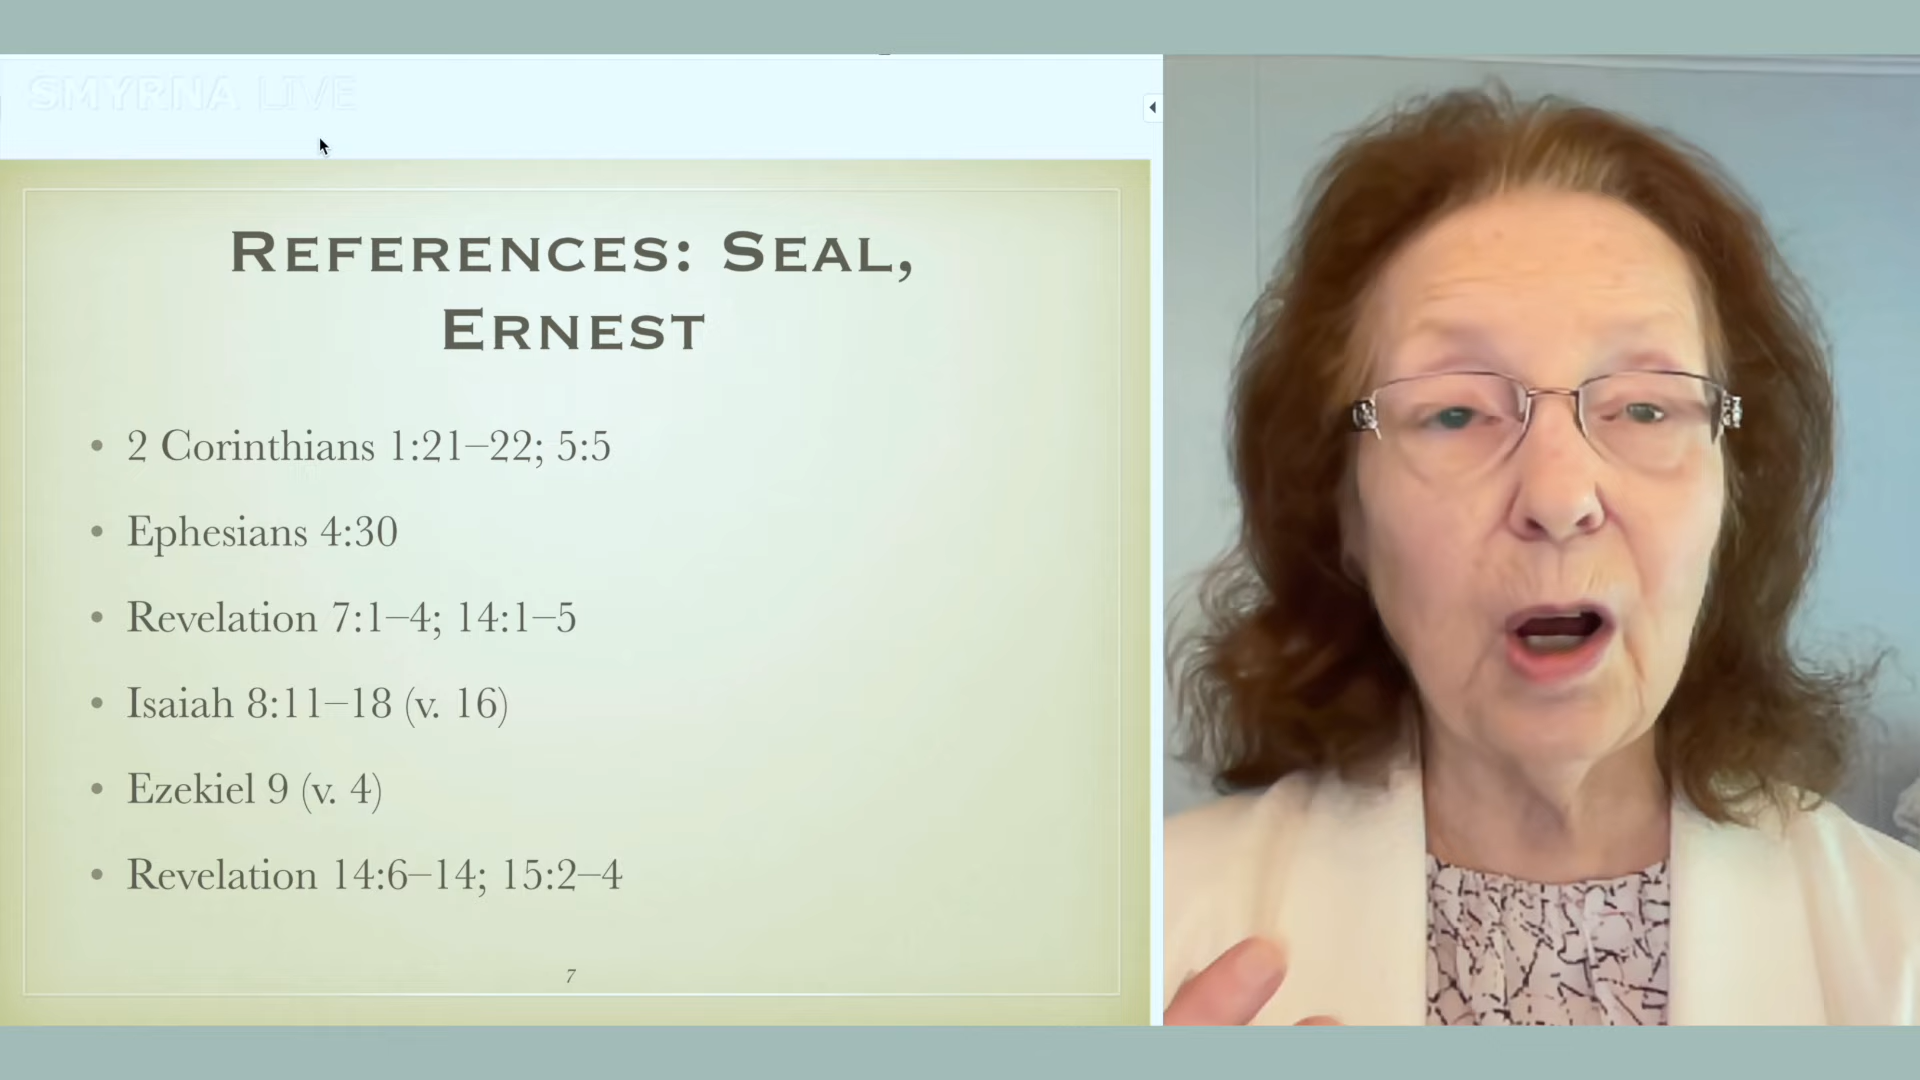 SMYRNA LIVE
REFERENCES: SEAL,
ERNEST
• 2 Corinthians 1:21–22; 5:5
• Ephesians 4:30
• Revelation 7:1–4; 14:1–5
• Isaiah 8:11–18 (v. 16)
• Ezekiel 9 (v. 4)
• Revelation 14:6–14; 15:2–4
7